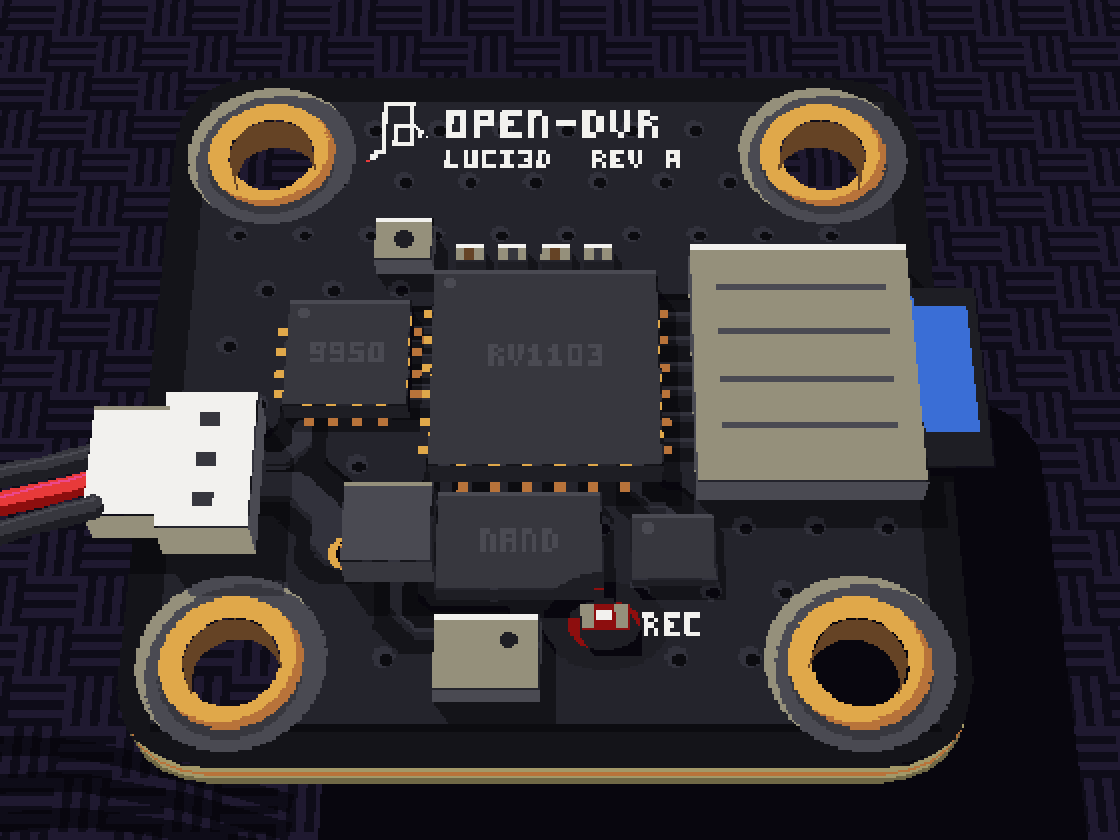 OPEN-DVR
LUCI3D REV A
9950
RV1103
NAND
REC